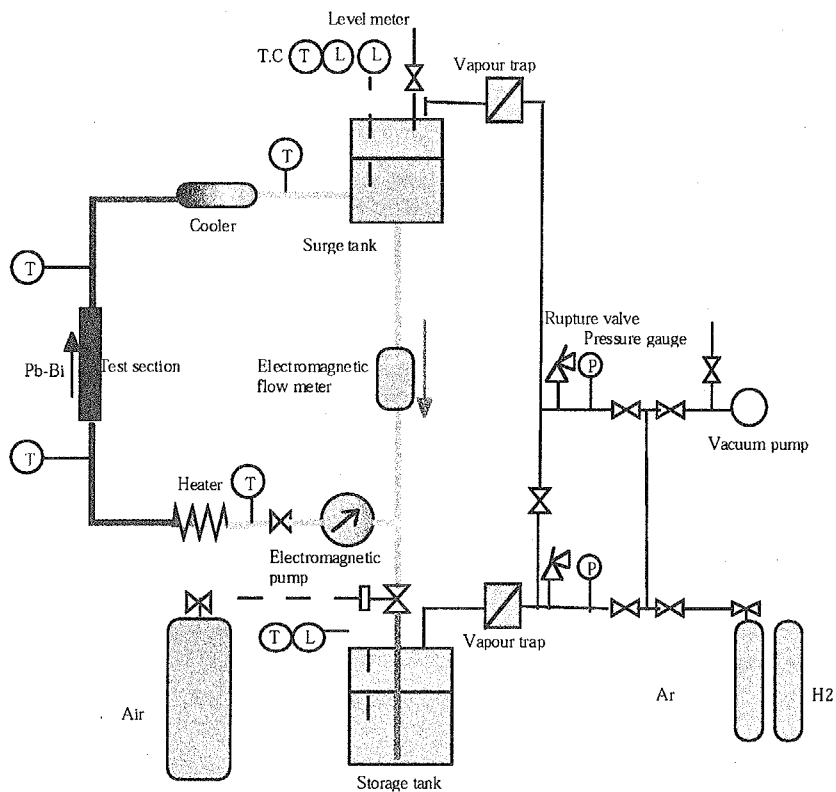 Level meter
T.C T L L
Vapour trap
T
Cooler
Surge tank
T
Rupture valve
Pressure gauge
Pb-Bi
Test section
Electromagnetic
flow meter
P
Vacuum pump
T
Heater
T
Electromagnetic
pump
P
T L
Vapour trap
Air
Ar
H2
Storage tank